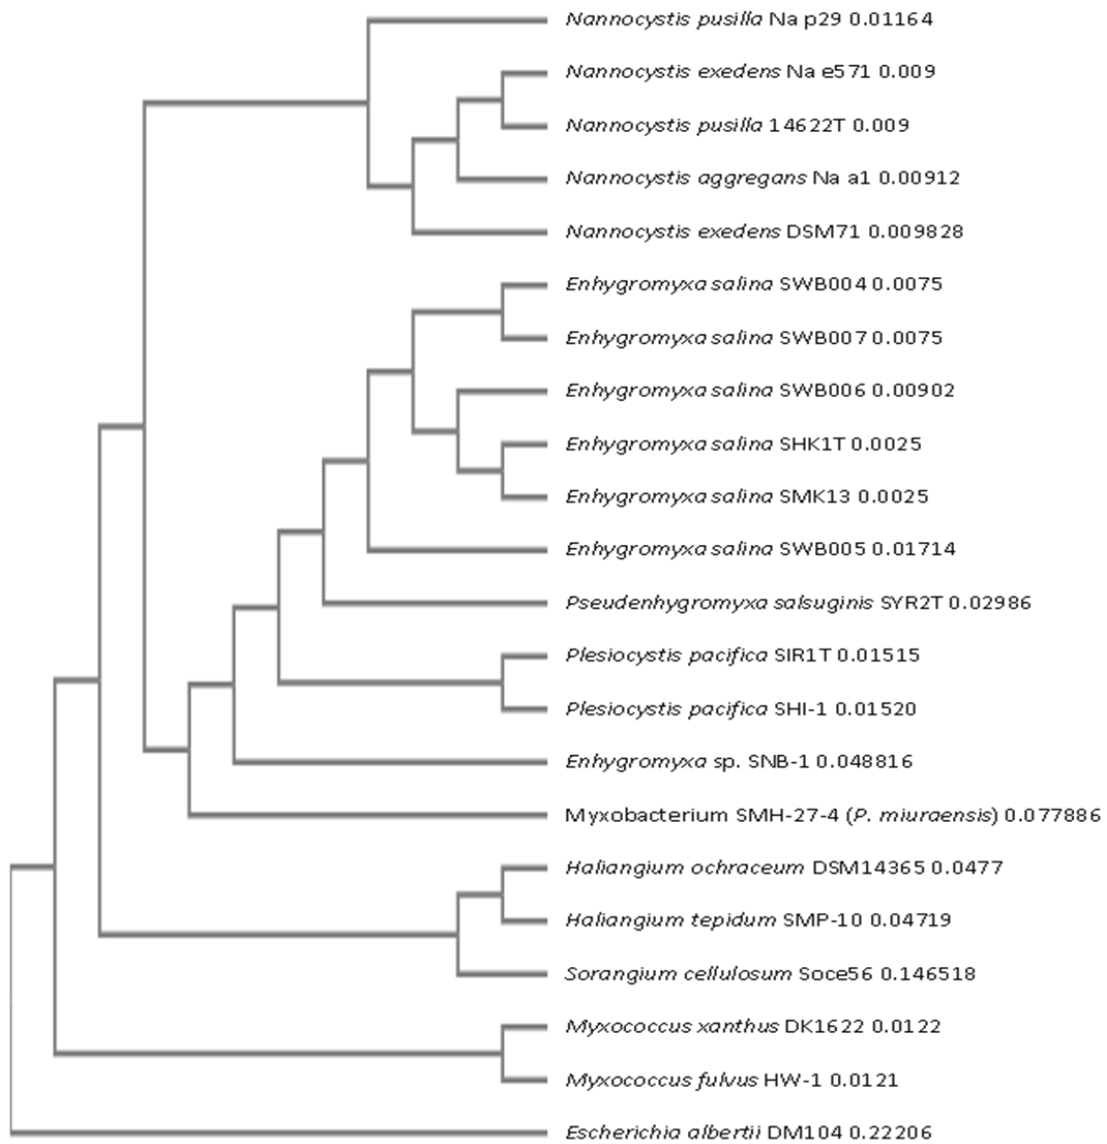 Nannocystis pusilla Na p29 0.01164
Nannocystis exedens Na e571 0.009
Nannocystis pusilla 14622T 0.009
Nannocystis aggregans Na a1 0.00912
Nannocystis exedens DSM71 0.009828
Enhygromyxa salina SWB004 0.0075
Enhygromyxa salina SWB007 0.0075
Enhygromyxa salina SWB006 0.00902
Enhygromyxa salina SHK1T 0.0025
Enhygromyxa salina SMK13 0.0025
Enhygromyxa salina SWB005 0.01714
Pseudenhygromyxa salsuginis SYR2T 0.02986
Plesiocystis pacifica SIR1T 0.01515
Plesiocystis pacifica SHI-1 0.01520
Enhygromyxa sp. SNB-1 0.048816
Myxobacterium SMH-27-4 (P. miuraensis) 0.077886
Haliangium ochraceum DSM14365 0.0477
Haliangium tepidum SMP-10 0.04719
Sorangium cellulosum Soce56 0.146518
Myxococcus xanthus DK1622 0.0122
Myxococcus fulvus HW-1 0.0121
Escherichia albertii DM104 0.22206